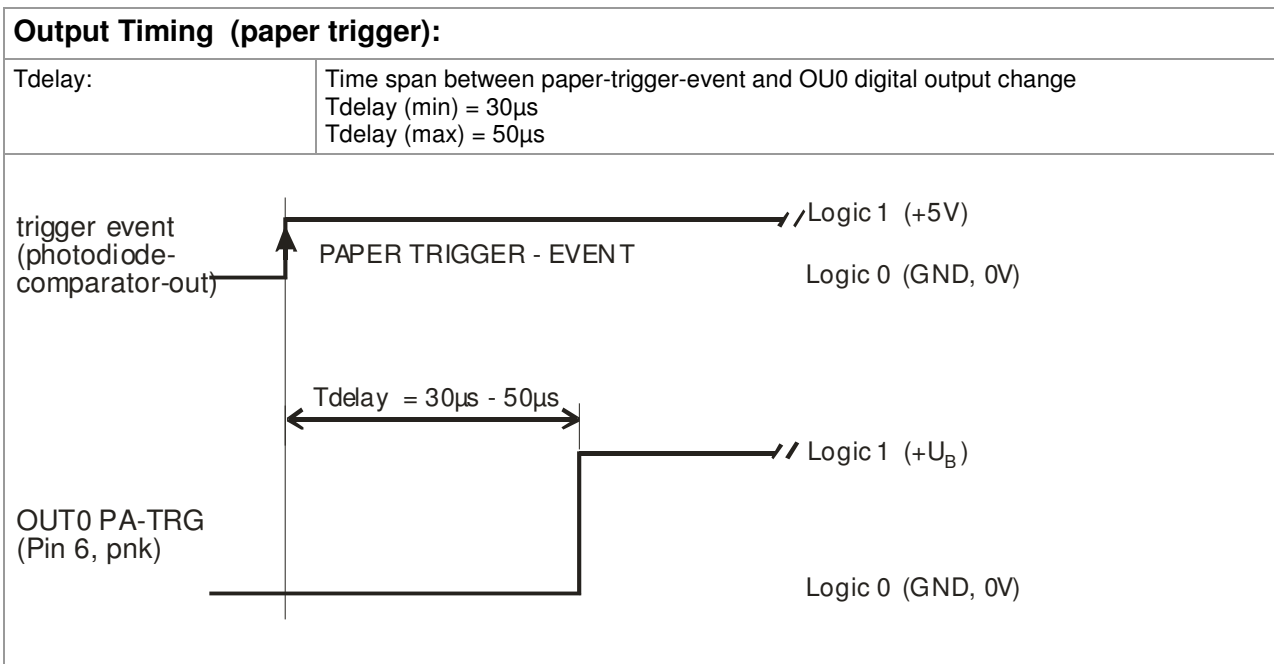 Output Timing (paper trigger):
Tdelay:
Time span between paper-trigger-event and OU0 digital output change
Tdelay (min) = 30µs
Tdelay (max) = 50µs
trigger event
(photodiode-
comparator-out)
PAPER TRIGGER - EVENT
Logic 1 (+5V)
Logic 0 (GND, 0V)
Tdelay = 30µs - 50µs
Logic 1 (+UB)
OUT0 PA-TRG
(Pin 6, pnk)
Logic 0 (GND, 0V)